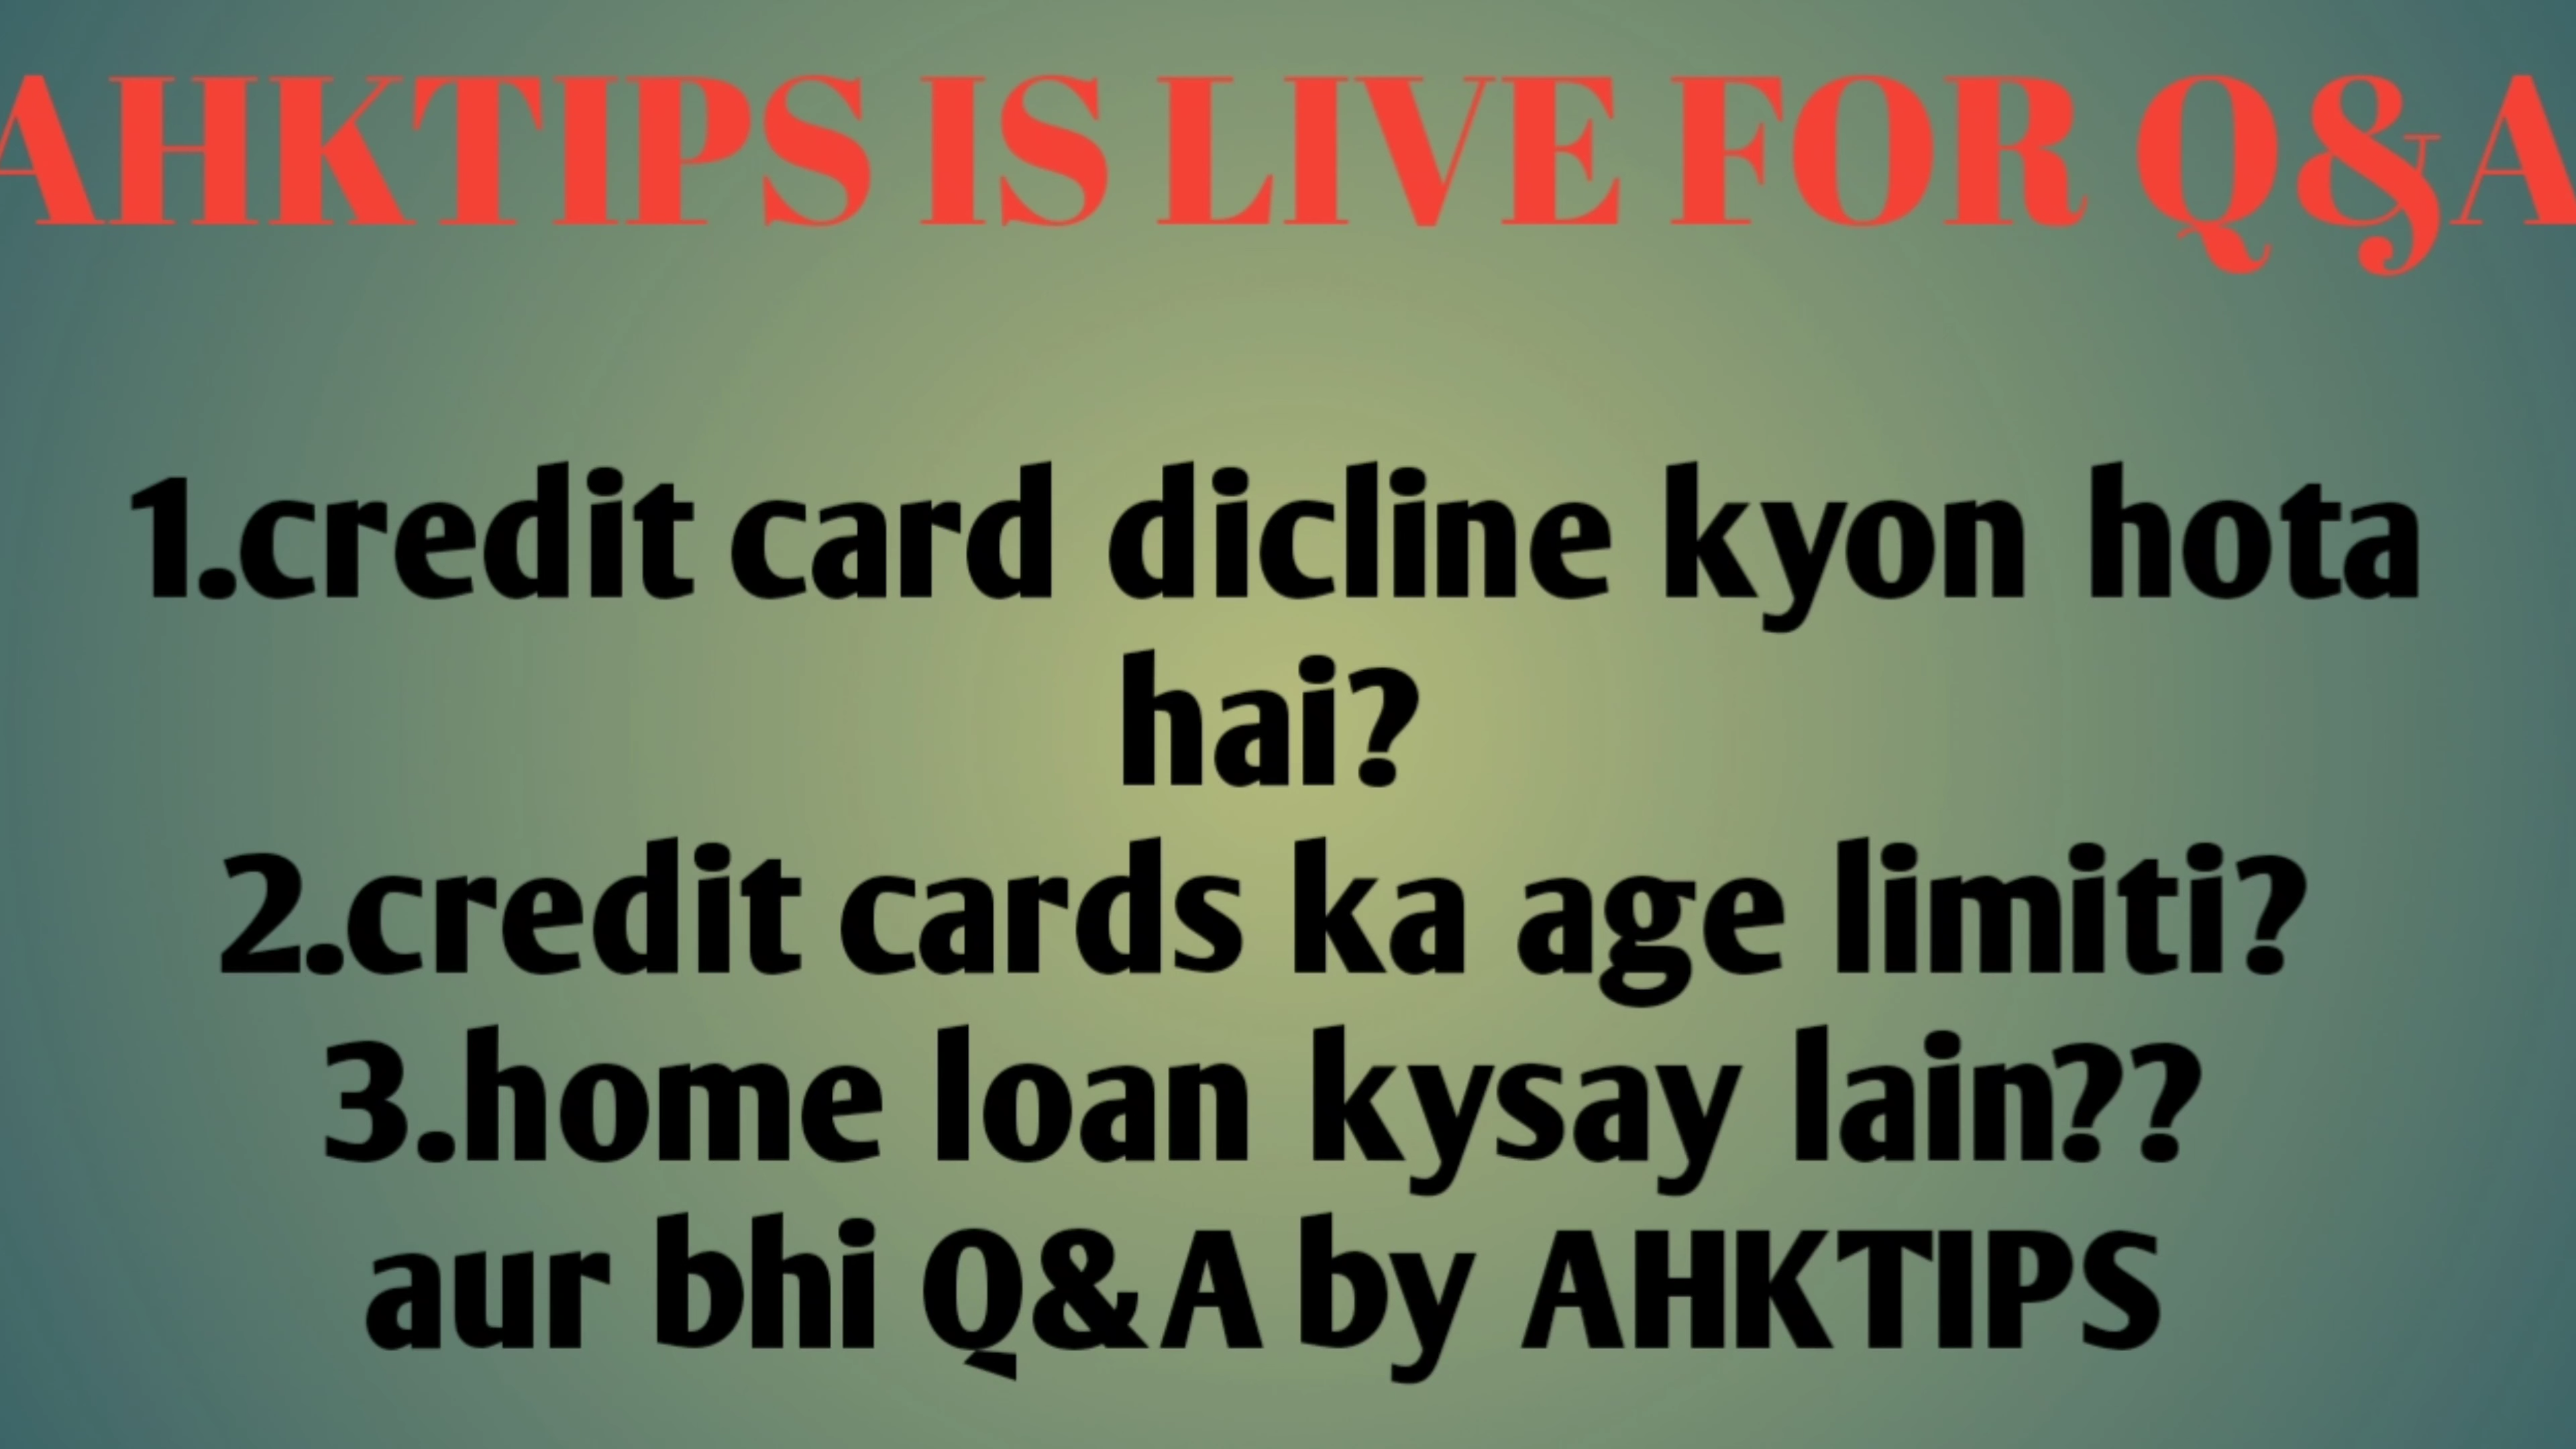 AHKTIPS IS LIVE FOR Q&A
1.credit card dicline kyon hota
hai?
2.credit cards ka age limiti?
3.home loan kysay lain??
aur bhi Q&A by AHKTIPS